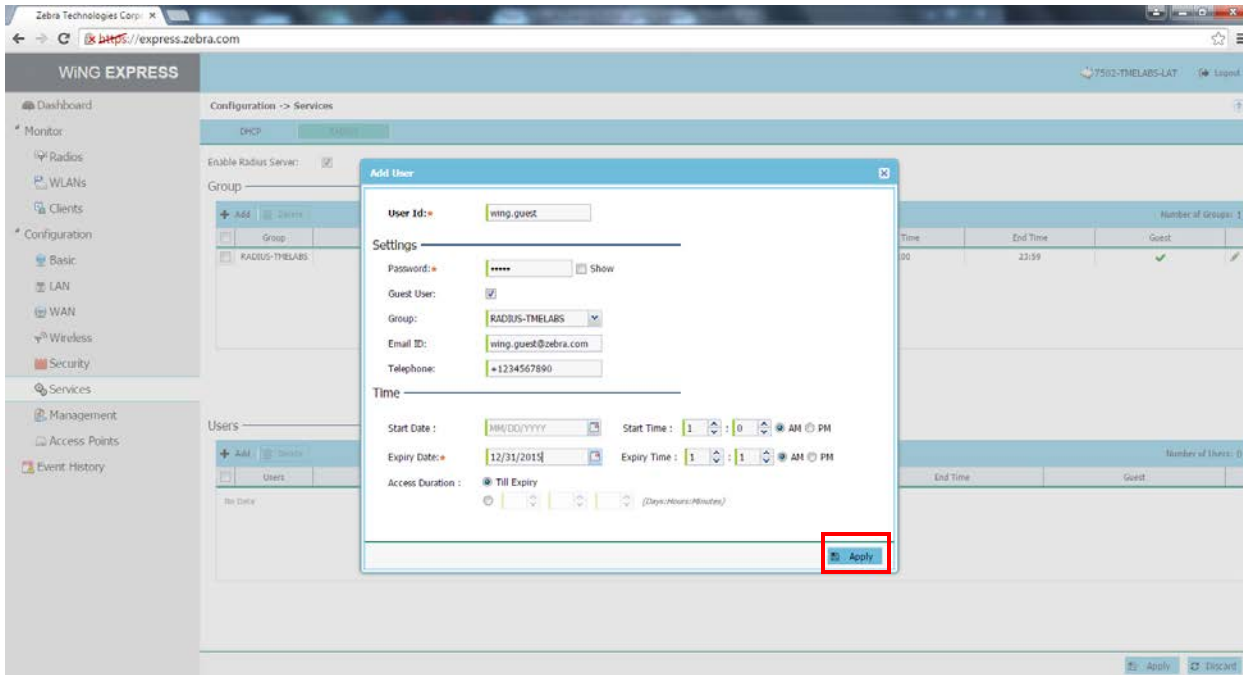 Zebra Technologies Corp
https://express.zebra.com
WiNG EXPRESS
7502-TMELABS-LAT Logout
Dashboard
Configuration -> Services
Monitor
DHCP RADIUS
Radios
Enable Radius Server:
WLANs
Group
Clients
Add Delete
Number of Groups: 1
Configuration
Group
Time End Time Guest
Basic
RADIUS-TMELABS
:00 23:59
LAN
WAN
Wireless
Security
Services
Management
Access Points
Event History
Users
Add Delete
Number of Users: 0
Users
End Time Guest
No Data
Add User
User Id:*
wing.guest
Settings
Password:*
•••••
Show
Guest User:
Group:
RADIUS-TMELABS
Email ID:
wing.guest@zebra.com
Telephone:
+1234567890
Time
Start Date : MM/DD/YYYY Start Time : 1 : 0 AM PM
Expiry Date:* 12/31/2015 Expiry Time : 1 : 1 AM PM
Access Duration : Till Expiry
(Days:Hours:Minutes)
Apply
Apply Discard